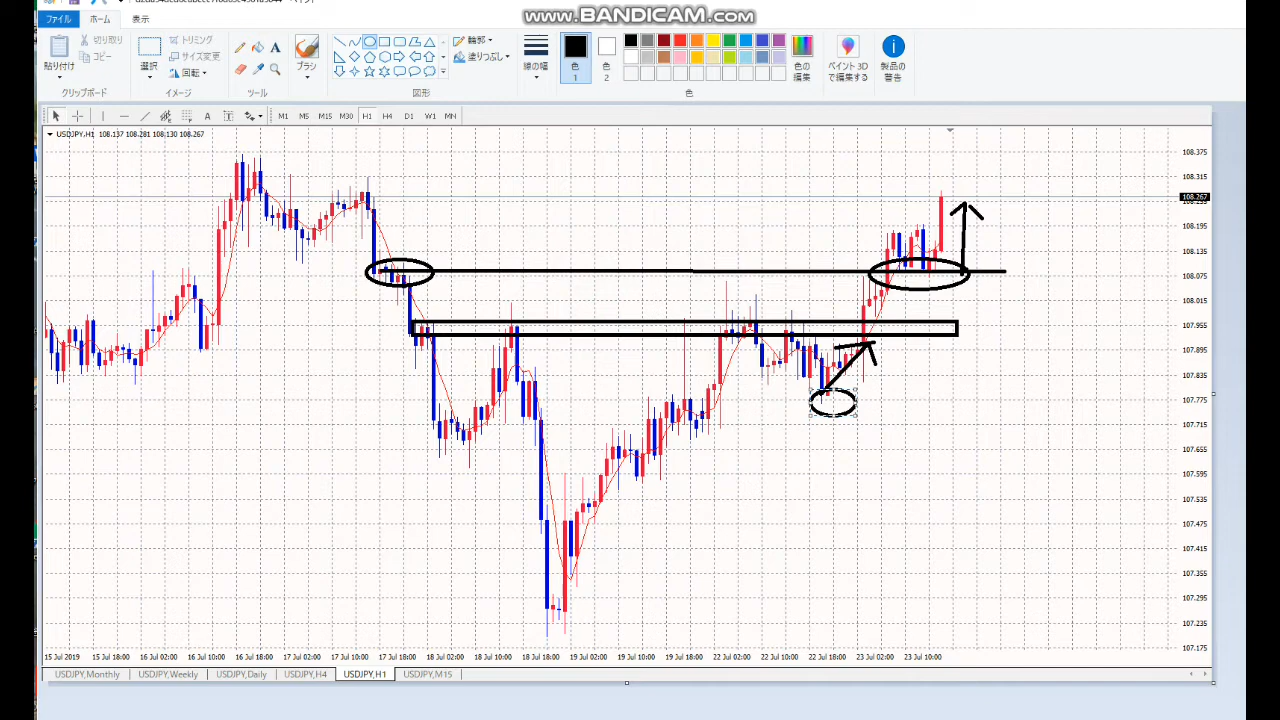 www.BANDICAM.com
ファイル ホーム 表示
貼り付け 切り取り コピー
選択 トリミング サイズ変更 回転
A
ブラシ
輪郭 塗りつぶし
線の幅
色 1
色 2
色の編集
ペイント 3D で編集する
製品の警告
クリップボード イメージ ツール 図形 色
A T M1 M5 M15 M30 H1 H4 D1 W1 MN
USDJPY,H1 108.137 108.281 108.130 108.267
108.375
108.315
108.267
108.195
108.135
108.075
108.015
107.955
107.895
107.835
107.775
107.715
107.655
107.595
107.535
107.475
107.415
107.355
107.295
107.235
107.175
15 Jul 2019 15 Jul 18:00 16 Jul 02:00 16 Jul 10:00 16 Jul 18:00 17 Jul 02:00 17 Jul 10:00 17 Jul 18:00 18 Jul 02:00 18 Jul 10:00 18 Jul 18:00 19 Jul 02:00 19 Jul 10:00 19 Jul 18:00 22 Jul 02:00 22 Jul 10:00 22 Jul 18:00 23 Jul 02:00 23 Jul 10:00
USDJPY,Monthly USDJPY,Weekly USDJPY,Daily USDJPY,H4 USDJPY,H1 USDJPY,M15